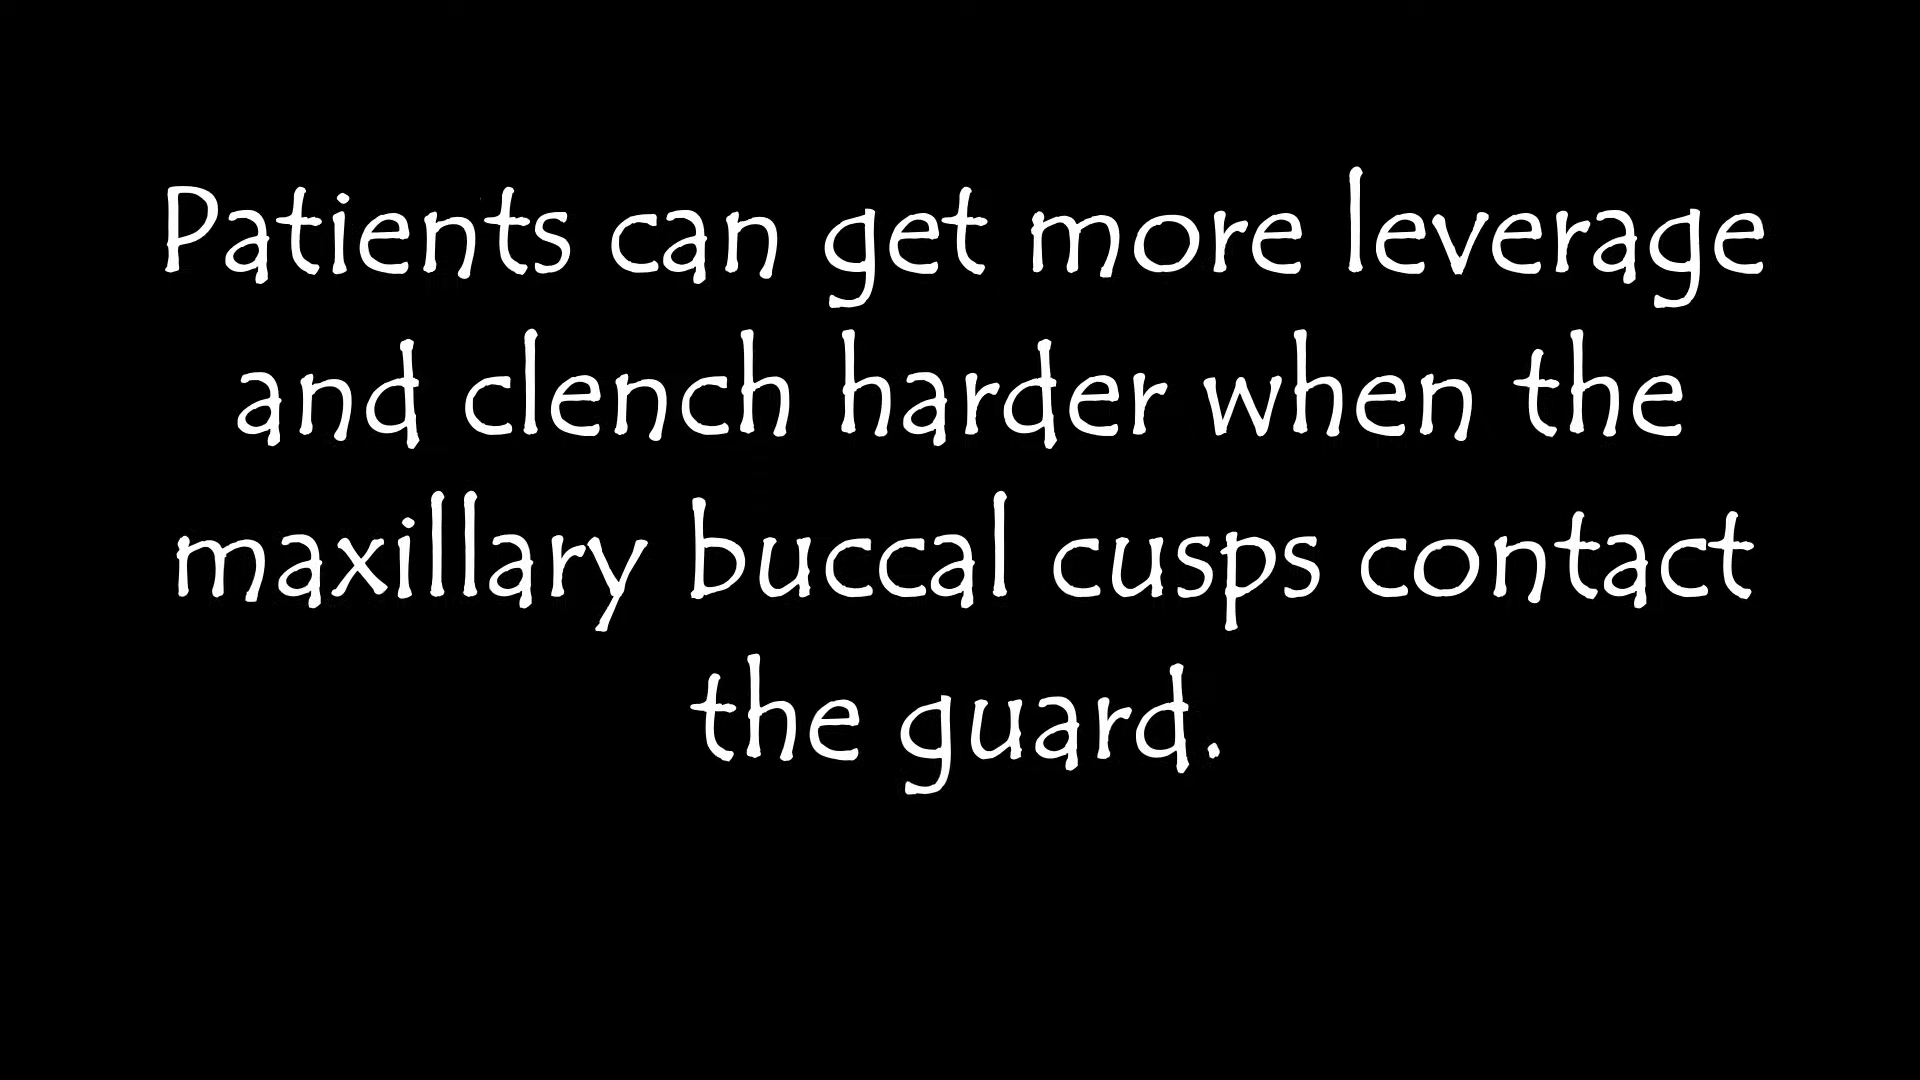 Patients can get more leverage
and clench harder when the
maxillary buccal cusps contact
the guard.